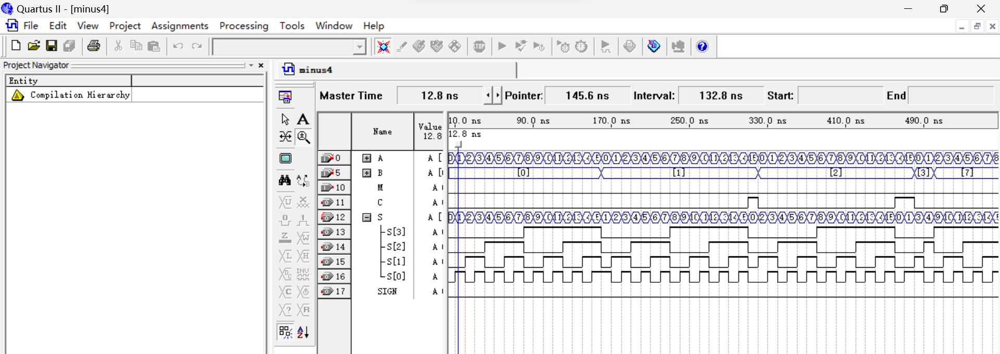 Quartus II - [minus4]
File Edit View Project Assignments Processing Tools Window Help
Project Navigator
Entity
Compilation Hierarchy
minus4
Master Time 12.8 ns Pointer: 145.6 ns Interval: 132.8 ns Start: End
Name
Value
12.8
10.0 ns 90.0 ns 170.0 ns 250.0 ns 330.0 ns 410.0 ns 490.0 ns
12.8 ns
0 A A [
5 B A [ [0] [1] [2] [3] [7]
10 M A
11 C A
12 S A [
13 S[3] A
14 S[2] A
15 S[1] A
16 S[0] A
17 SIGN A